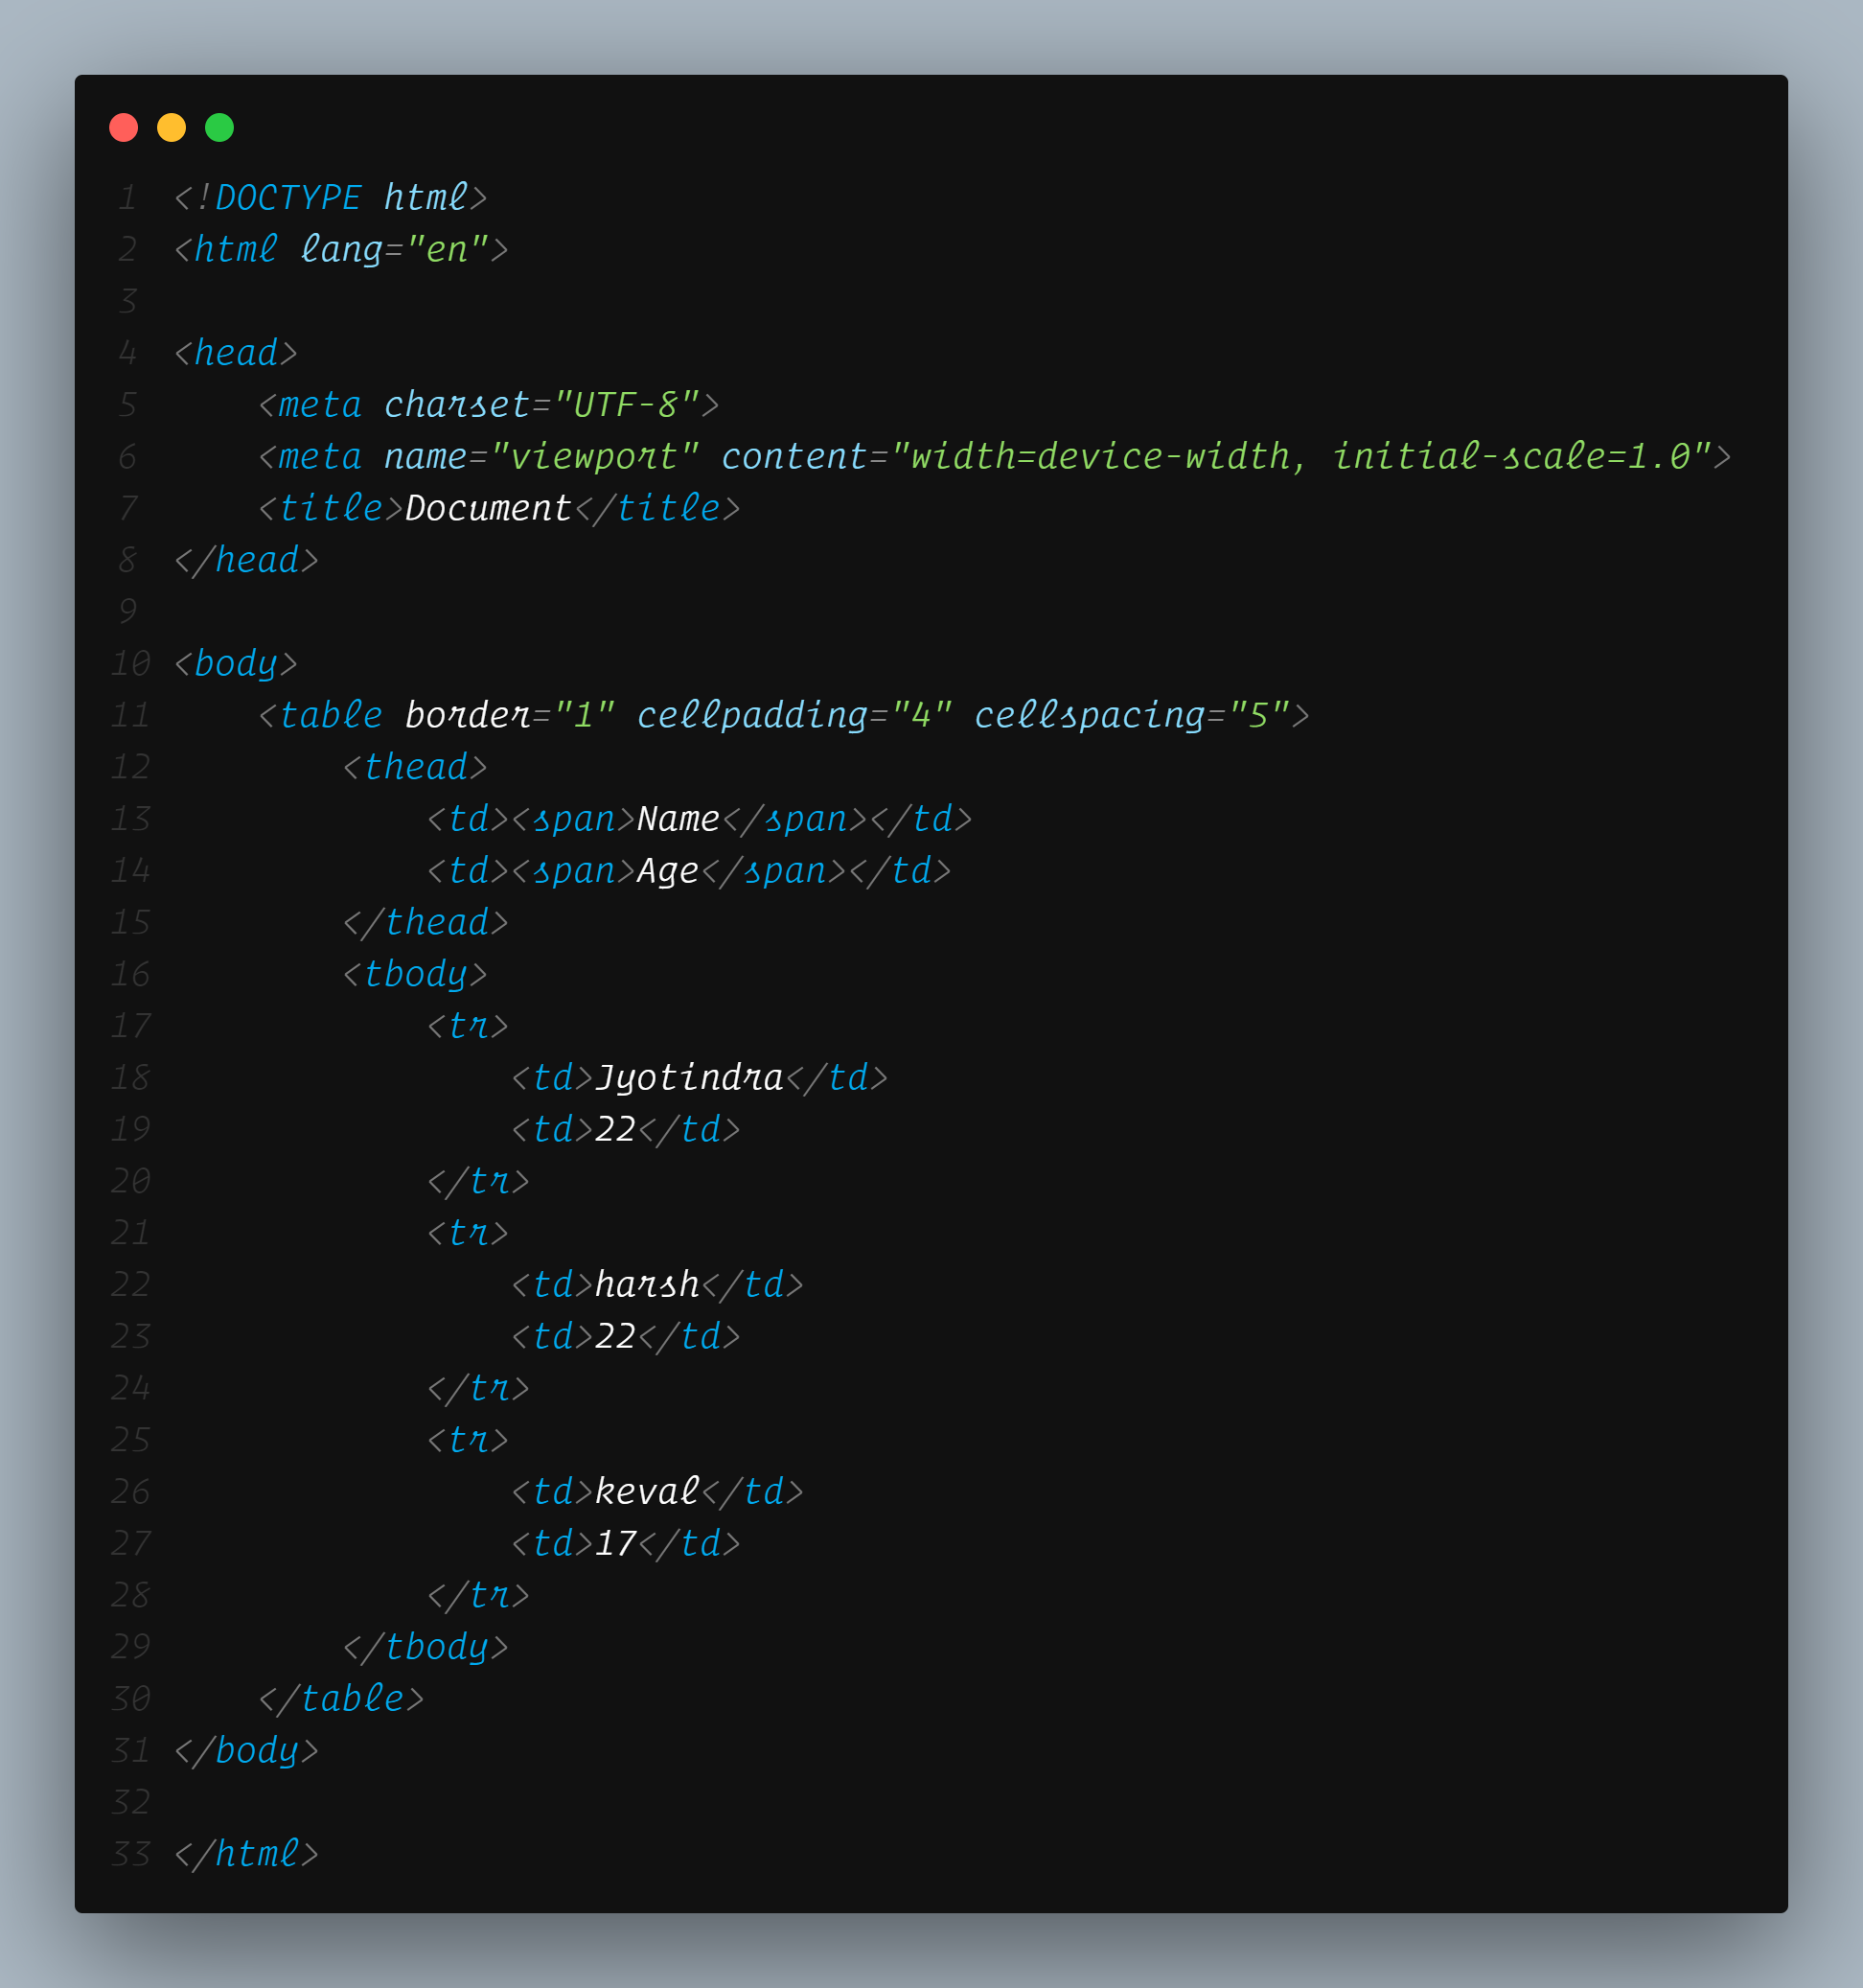 1 <!DOCTYPE html>
2 <html lang="en">
3
4 <head>
5     <meta charset="UTF-8">
6     <meta name="viewport" content="width=device-width, initial-scale=1.0">
7     <title>Document</title>
8 </head>
9
10 <body>
11     <table border="1" cellpadding="4" cellspacing="5">
12         <thead>
13             <td><span>Name</span></td>
14             <td><span>Age</span></td>
15         </thead>
16         <tbody>
17             <tr>
18                 <td>Jyotindra</td>
19                 <td>22</td>
20             </tr>
21             <tr>
22                 <td>harsh</td>
23                 <td>22</td>
24             </tr>
25             <tr>
26                 <td>keval</td>
27                 <td>17</td>
28             </tr>
29         </tbody>
30     </table>
31 </body>
32
33 </html>